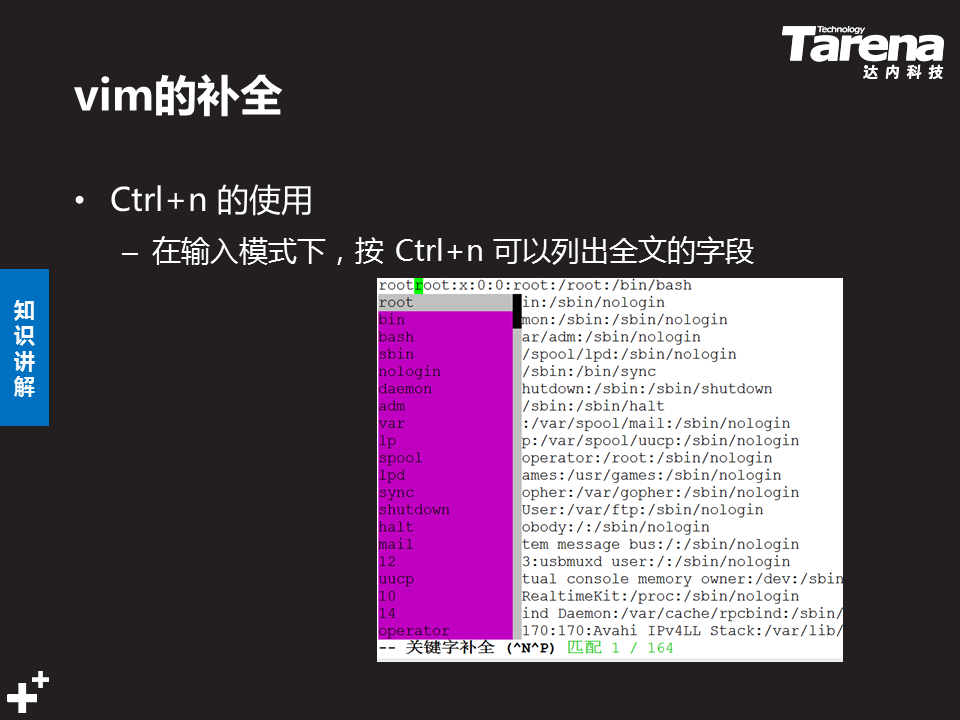 Technology
Tarena
达内科技
vim的补全
• Ctrl+n 的使用
– 在输入模式下，按 Ctrl+n 可以列出全文的字段
知识讲解
rootroot:x:0:0:root:/root:/bin/bash
root in:/sbin/nologin
bin mon:/sbin:/sbin/nologin
bash ar/adm:/sbin/nologin
sbin /spool/lpd:/sbin/nologin
nologin /sbin:/bin/sync
daemon hutdown:/sbin:/sbin/shutdown
adm /sbin:/sbin/halt
var :/var/spool/mail:/sbin/nologin
lp p:/var/spool/uucp:/sbin/nologin
spool operator:/root:/sbin/nologin
lpd ames:/usr/games:/sbin/nologin
sync opher:/var/gopher:/sbin/nologin
shutdown User:/var/ftp:/sbin/nologin
halt obody:/:/sbin/nologin
mail tem message bus:/:/sbin/nologin
12 3:usbmuxd user:/:/sbin/nologin
uucp tual console memory owner:/dev:/sbin
10 RealtimeKit:/proc:/sbin/nologin
14 ind Daemon:/var/cache/rpcbind:/sbin/
operator 170:170:Avahi IPv4LL Stack:/var/lib/
-- 关键字补全 (^N^P) 匹配 1 / 164